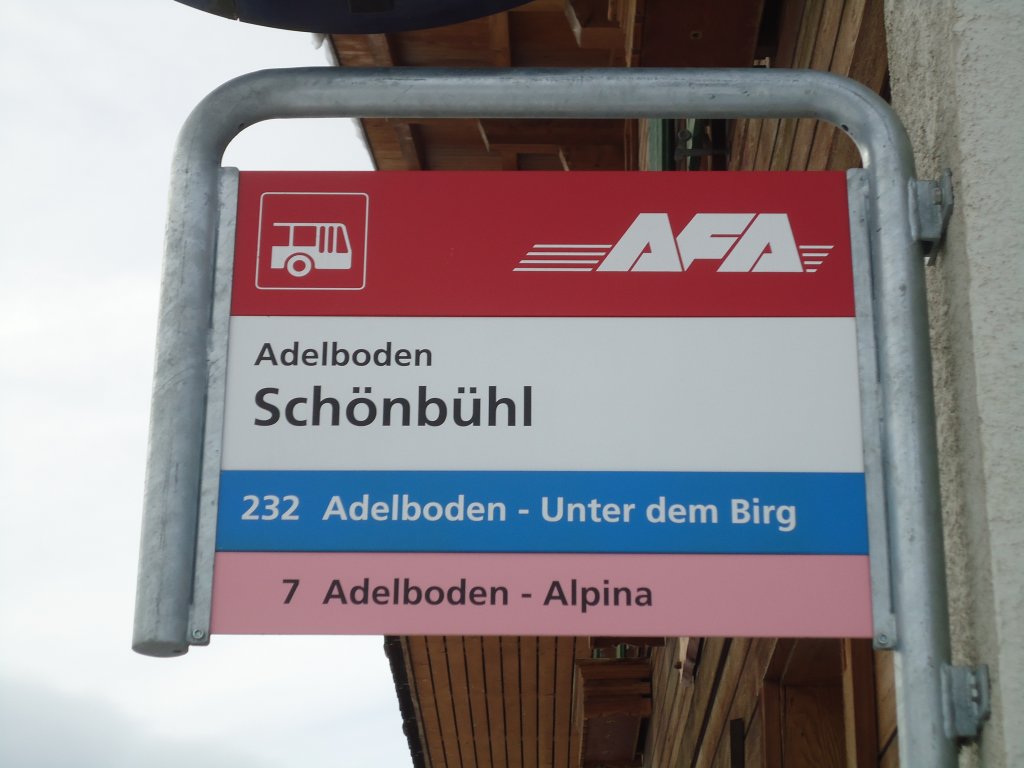 AFA
Adelboden
Schönbühl
232 Adelboden - Unter dem Birg
7 Adelboden - Alpina